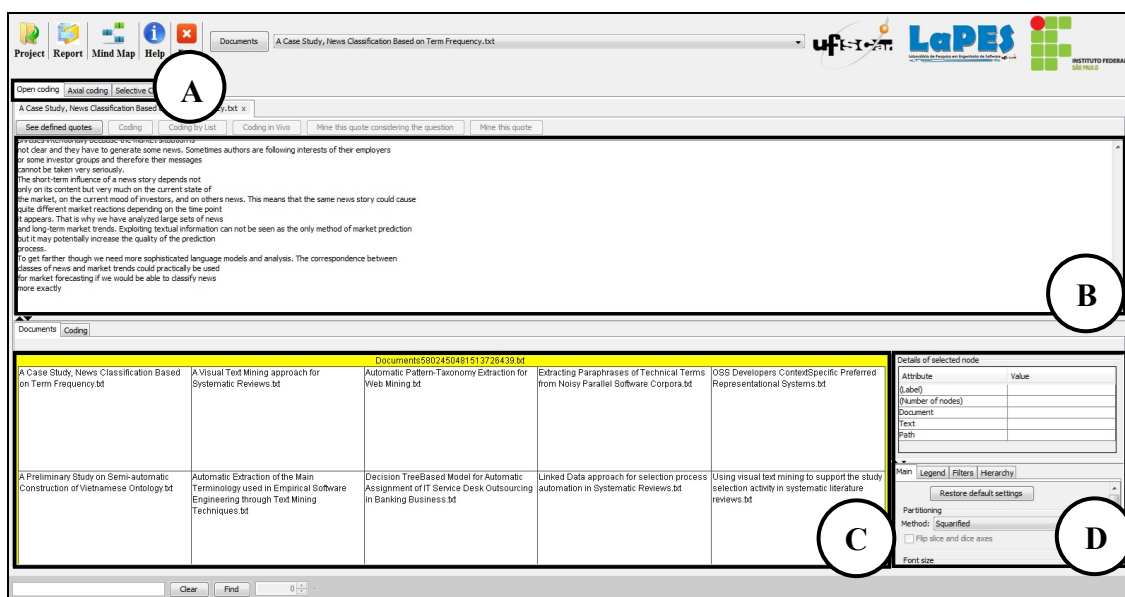 Project Report Mind Map Help
Documents A Case Study, News Classification Based on Term Frequency.txt
ufscar
LaPES
Laboratório de Pesquisa em Engenharia de Software
INSTITUTO FEDERAL
SÃO PAULO
Open coding Axial coding Selective
A
A Case Study, News Classification Based .txt x
See defined quotes Coding Coding by List Coding in Vivo Mine this quote considering the question Mine this quote
phrases intentionally because the market situation is
not clear and they have to generate some news. Sometimes authors are following interests of their employers
or some investor groups and therefore their messages
cannot be taken very seriously.
The short-term influence of a news story depends not
only on its content but very much on the current state of
the market, on the current mood of investors, and on others news. This means that the same news story could cause
quite different market reactions depending on the time point
it appears. That is why we have analyzed large sets of news
and long-term market trends. Exploiting textual information can not be seen as the only method of market prediction
but it may potentially increase the quality of the prediction
process.
To get farther though we need more sophisticated language models and analysis. The correspondence between
classes of news and market trends could practically be used
for market forecasting if we would be able to classify news
more exactly
B
Documents Coding
Documents5802450481513726439.txt
A Case Study, News Classification Based
on Term Frequency.txt
A Visual Text Mining approach for
Systematic Reviews.txt
Automatic Pattern-Taxonomy Extraction for
Web Mining.txt
Extracting Paraphrases of Technical Terms
from Noisy Parallel Software Corpora.txt
OSS Developers ContextSpecific Preferred
Representational Systems.txt
A Preliminary Study on Semi-automatic
Construction of Vietnamese Ontology.txt
Automatic Extraction of the Main
Terminology used in Empirical Software
Engineering through Text Mining
Techniques.txt
Decision TreeBased Model for Automatic
Assignment of IT Service Desk Outsourcing
in Banking Business.txt
Linked Data approach for selection process
automation in Systematic Reviews.txt
Using visual text mining to support the study
selection activity in systematic literature
reviews.txt
C
Details of selected node
Attribute Value
(Label)
(Number of nodes)
Document
Text
Path
Main Legend Filters Hierarchy
Restore default settings
Partitioning
Method: Squarified
Flip slice and dice axes
Font size
D
Clear Find 0